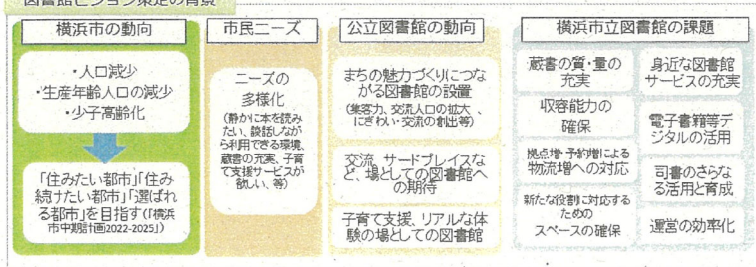 図書館ビジョン策定の背景
横浜市の動向
・人口減少
・生産年齢人口の減少
・少子高齢化
「住みたい都市」「住み
続けたい都市」「選ばれ
る都市」を目指す(「横浜
市中期計画2022-2025」)
市民ニーズ
ニーズの
多様化
(静かに本を読み
たい、談話しなが
ら利用できる環境、
蔵書の充実、子育
て支援サービスが
欲しい、等)
公立図書館の動向
まちの魅力づくりにつな
がる図書館の設置
(集客力、交流人口の拡大、
にぎわい・交流の創出等)
交流、サードプレイスな
ど、場としての図書館へ
の期待
子育て支援、リアルな体
験の場としての図書館
横浜市立図書館の課題
蔵書の質・量の
充実
収容能力の
確保
拠点増・予約増による
物流増への対応
新たな役割に対応する
ための
スペースの確保
身近な図書館
サービスの充実
電子書籍等デ
ジタルの活用
司書のさらな
る活用と育成
運営の効率化